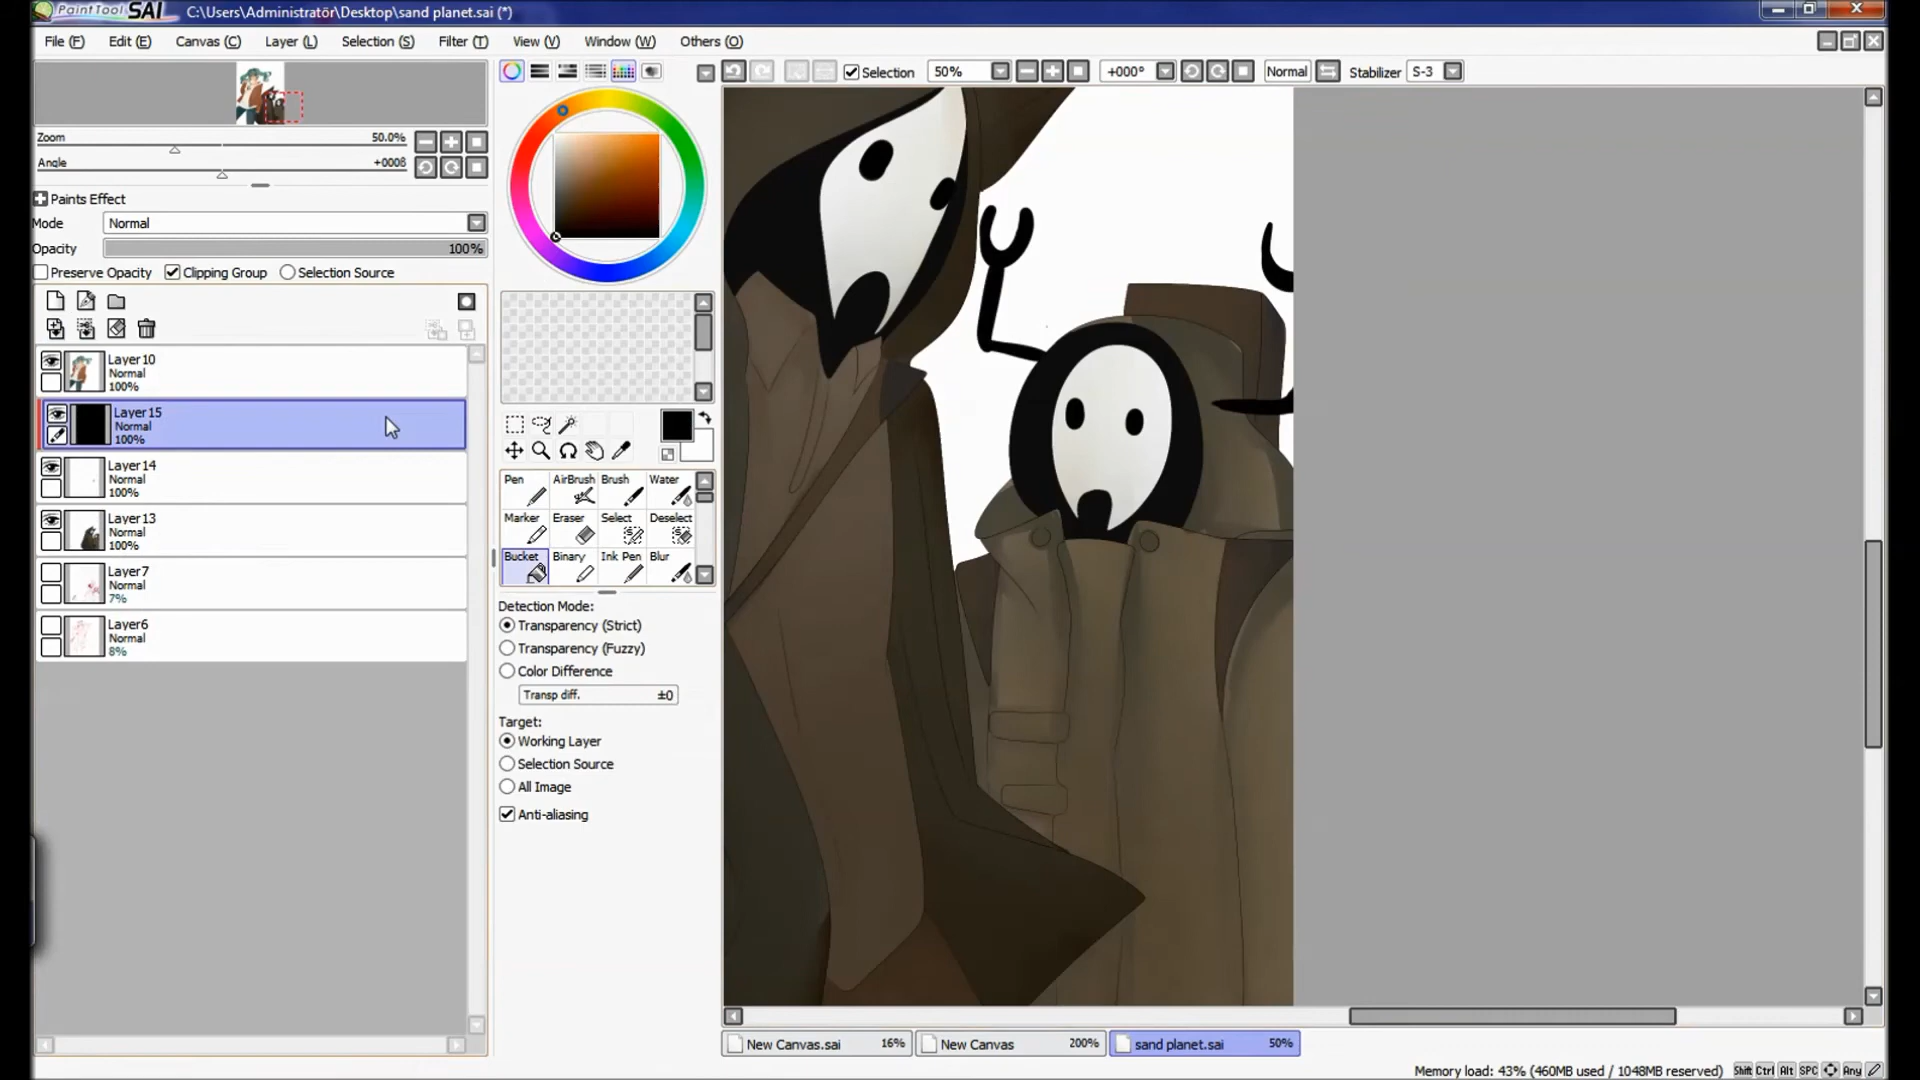 PaintTool SAI C:\Users\Administratör\Desktop\sand planet.sai (*)
File (F) Edit (E) Canvas (C) Layer (L) Selection (S) Filter (T) View (V) Window (W) Others (O)
Selection 50% +000° Normal Stabilizer S-3
Zoom 50.0%
Angle +0008
Paints Effect
Mode Normal
Opacity 100%
Preserve Opacity Clipping Group Selection Source
Layer10
Normal
100%
Layer15
Normal
100%
Layer14
Normal
100%
Layer13
Normal
100%
Layer7
Normal
7%
Layer6
Normal
8%
Pen AirBrush Brush Water
Marker Eraser Select Deselect
Bucket Binary Ink Pen Blur
Detection Mode:
Transparency (Strict)
Transparency (Fuzzy)
Color Difference
Transp diff. ±0
Target:
Working Layer
Selection Source
All Image
Anti-aliasing
New Canvas.sai 16% New Canvas 200% sand planet.sai 50%
Memory load: 43% (460MB used / 1048MB reserved) Shift Ctrl Alt SPC Any